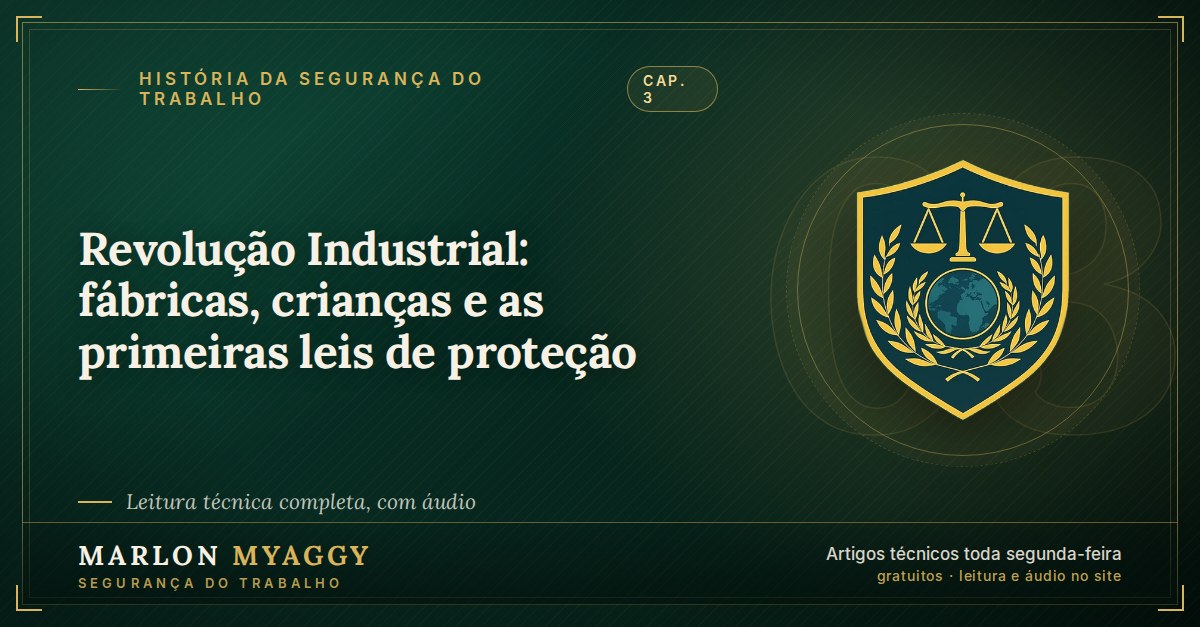 HISTÓRIA DA SEGURANÇA DO
TRABALHO
CAP.
3
Revolução Industrial:
fábricas, crianças e as
primeiras leis de proteção
Leitura técnica completa, com áudio
MARLON MYAGGY
SEGURANÇA DO TRABALHO
Artigos técnicos toda segunda-feira
gratuitos · leitura e áudio no site
03